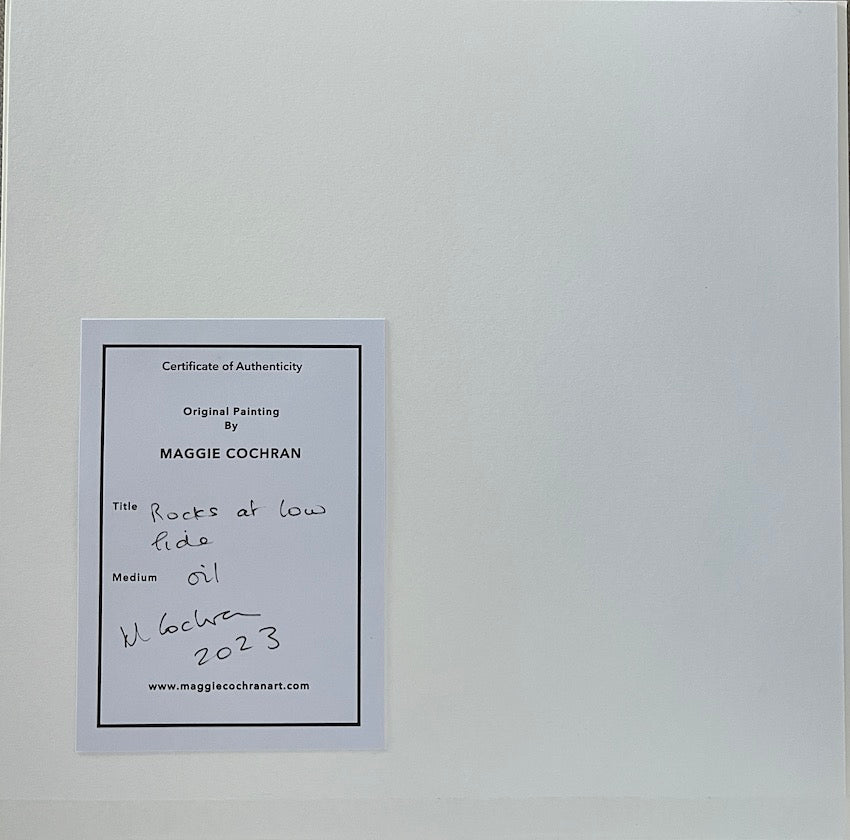 Certificate of Authenticity
Original Painting
By
MAGGIE COCHRAN
Title Rocks at low
tide
Medium oil
M Cochran
2023
www.maggiecochranart.com